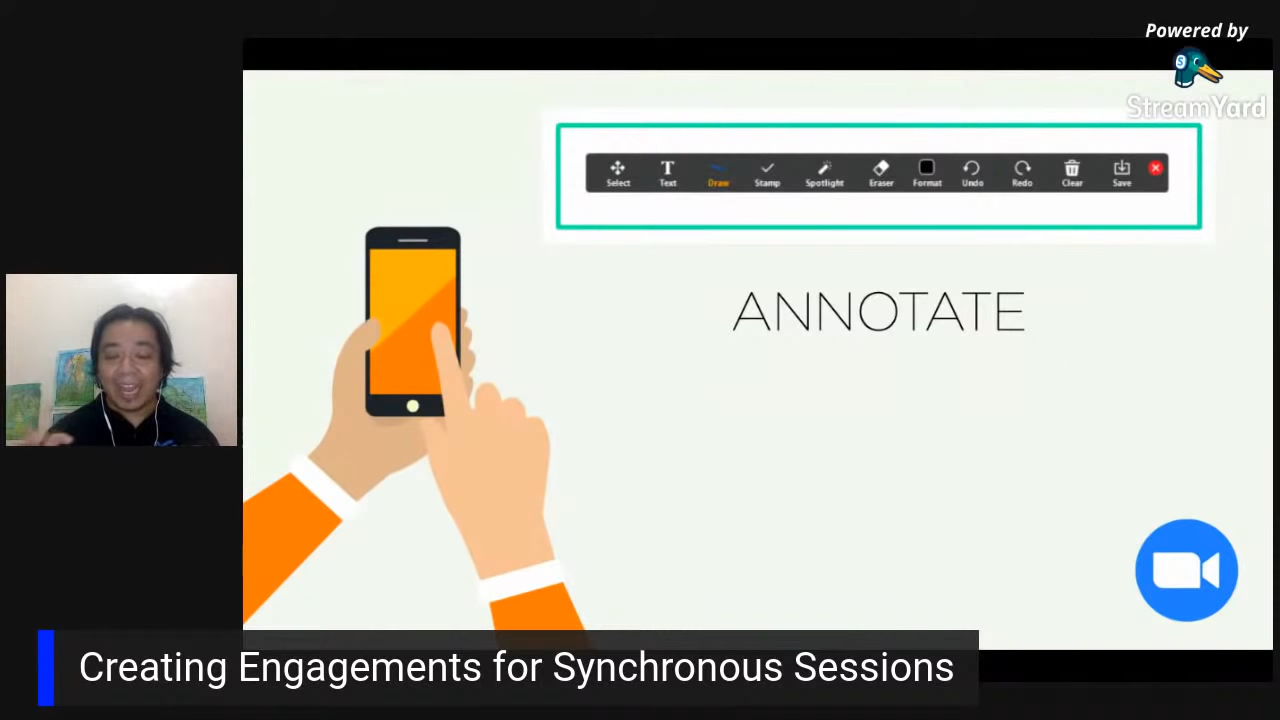 Powered by
StreamYard
Select Text Draw Stamp Spotlight Eraser Format Undo Redo Clear Save
ANNOTATE
Creating Engagements for Synchronous Sessions